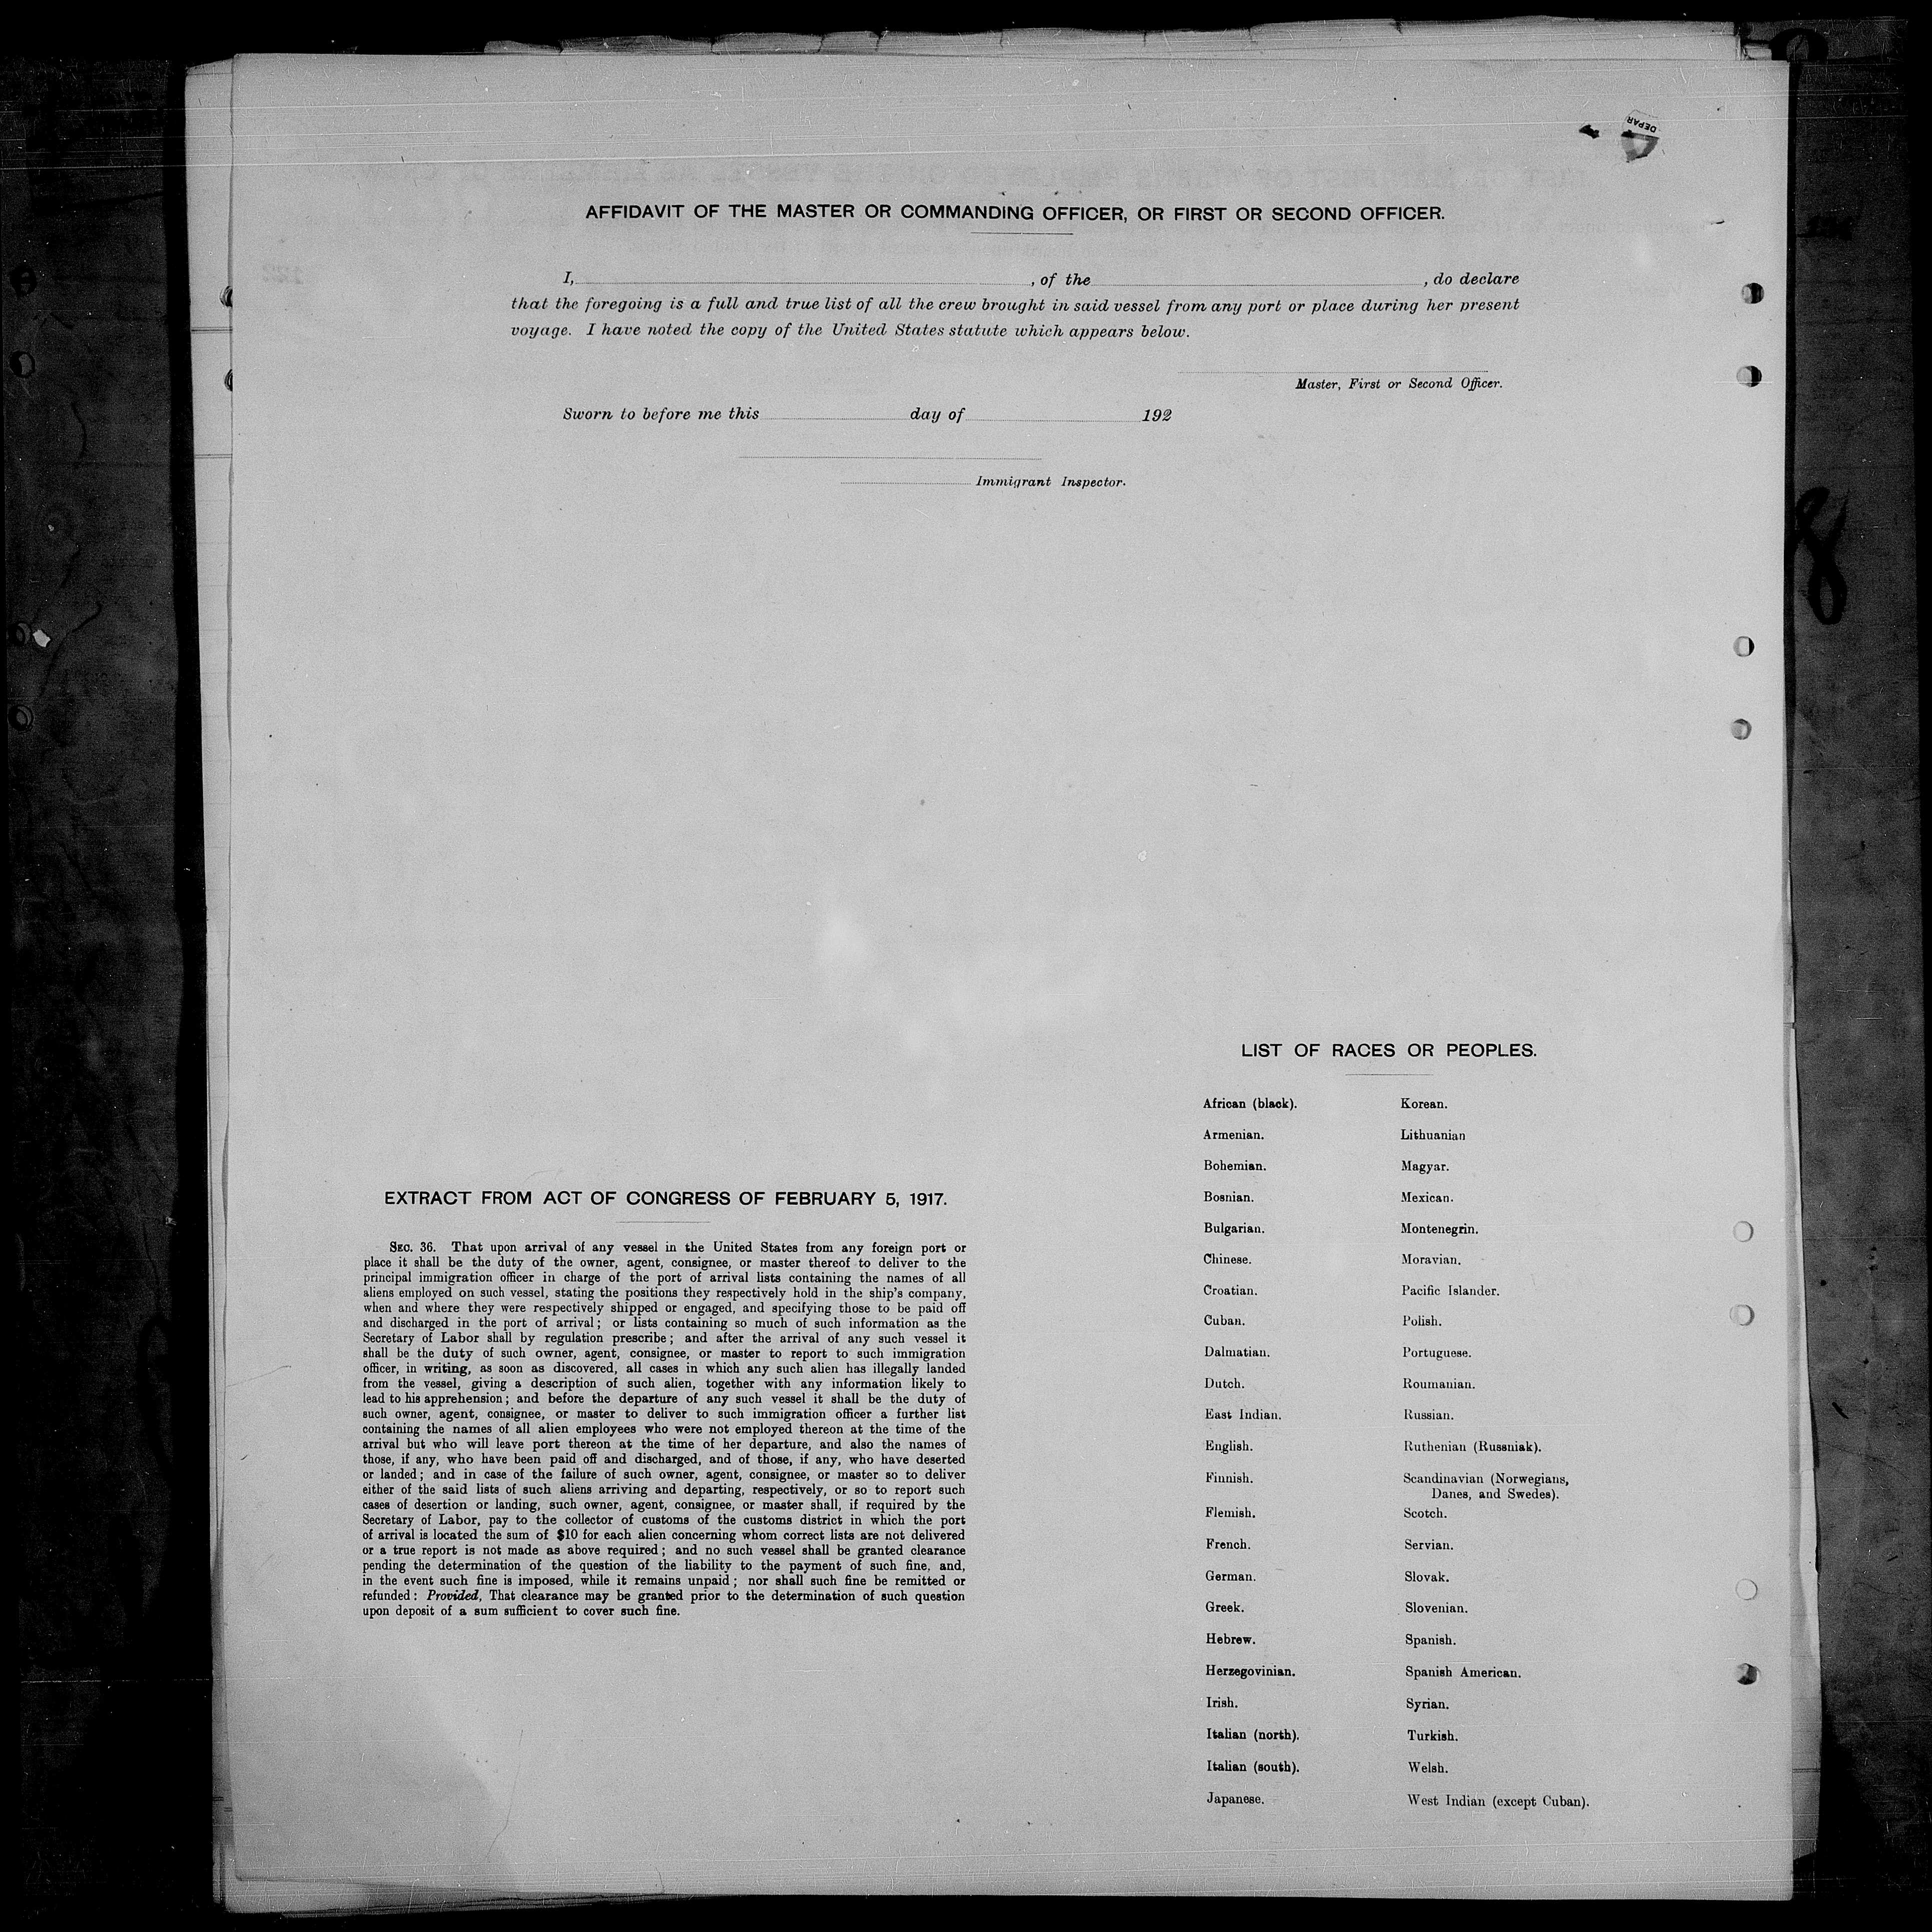 DEPAR
AFFIDAVIT OF THE MASTER OR COMMANDING OFFICER, OR FIRST OR SECOND OFFICER.
I, , of the , do declare
that the foregoing is a full and true list of all the crew brought in said vessel from any port or place during her present
voyage. I have noted the copy of the United States statute which appears below.
Master, First or Second Officer.
Sworn to before me this day of 192
Immigrant Inspector.
8
EXTRACT FROM ACT OF CONGRESS OF FEBRUARY 5, 1917.
SEC. 36. That upon arrival of any vessel in the United States from any foreign port or
place it shall be the duty of the owner, agent, consignee, or master thereof to deliver to the
principal immigration officer in charge of the port of arrival lists containing the names of all
aliens employed on such vessel, stating the positions they respectively hold in the ship's company,
when and where they were respectively shipped or engaged, and specifying those to be paid off
and discharged in the port of arrival; or lists containing so much of such information as the
Secretary of Labor shall by regulation prescribe; and after the arrival of any such vessel it
shall be the duty of such owner, agent, consignee, or master to report to such immigration
officer, in writing, as soon as discovered, all cases in which any such alien has illegally landed
from the vessel, giving a description of such alien, together with any information likely to
lead to his apprehension; and before the departure of any such vessel it shall be the duty of
such owner, agent, consignee, or master to deliver to such immigration officer a further list
containing the names of all alien employees who were not employed thereon at the time of the
arrival but who will leave port thereon at the time of her departure, and also the names of
those, if any, who have been paid off and discharged, and of those, if any, who have deserted
or landed; and in case of the failure of such owner, agent, consignee, or master so to deliver
either of the said lists of such aliens arriving and departing, respectively, or so to report such
cases of desertion or landing, such owner, agent, consignee, or master shall, if required by the
Secretary of Labor, pay to the collector of customs of the customs district in which the port
of arrival is located the sum of $10 for each alien concerning whom correct lists are not delivered
or a true report is not made as above required; and no such vessel shall be granted clearance
pending the determination of the question of the liability to the payment of such fine, and,
in the event such fine is imposed, while it remains unpaid; nor shall such fine be remitted or
refunded: Provided, That clearance may be granted prior to the determination of such question
upon deposit of a sum sufficient to cover such fine.
LIST OF RACES OR PEOPLES.
African (black).
Armenian.
Bohemian.
Bosnian.
Bulgarian.
Chinese.
Croatian.
Cuban.
Dalmatian.
Dutch.
East Indian.
English.
Finnish.
Flemish.
French.
German.
Greek.
Hebrew.
Herzegovinian.
Irish.
Italian (north).
Italian (south).
Japanese.
Korean.
Lithuanian
Magyar.
Mexican.
Montenegrin.
Moravian.
Pacific Islander.
Polish.
Portuguese.
Roumanian.
Russian.
Ruthenian (Russniak).
Scandinavian (Norwegians,
Danes, and Swedes).
Scotch.
Servian.
Slovak.
Slovenian.
Spanish.
Spanish American.
Syrian.
Turkish.
Welsh.
West Indian (except Cuban).